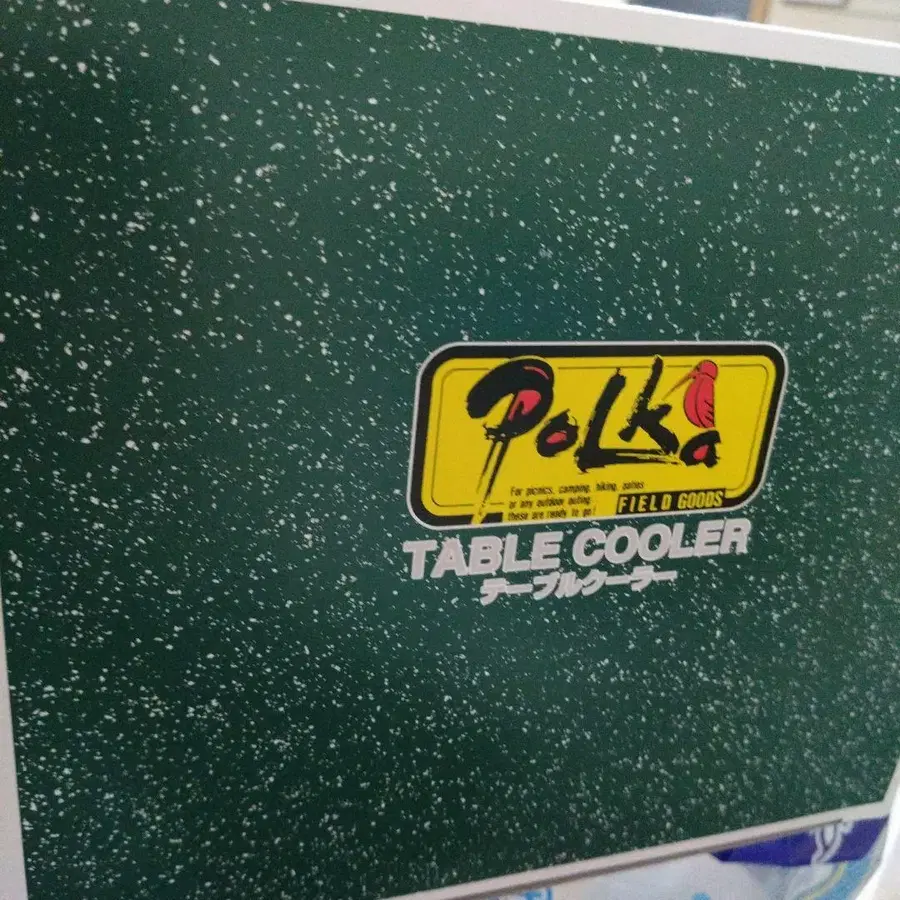 Polka
For picnics, camping, hiking, parties
or any outdoor outing.
these are ready to go!
FIELD GOODS
TABLE COOLER
テーブルクーラー